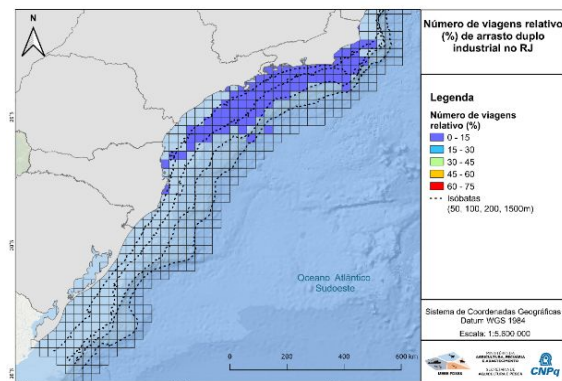 N
Número de viagens relativo
(%) de arrasto duplo
industrial no RJ
Legenda
Número de viagens
relativo (%)
0 - 15
15 - 30
30 - 45
45 - 60
60 - 75
Isóbatas
(50, 100, 200, 1500m)
Oceano Atlântico
Sudoeste
0 200 400 600 km
Sistema de Coordenadas Geográficas
Datum WGS 1984
Escala: 1:5.800.000
CNPq